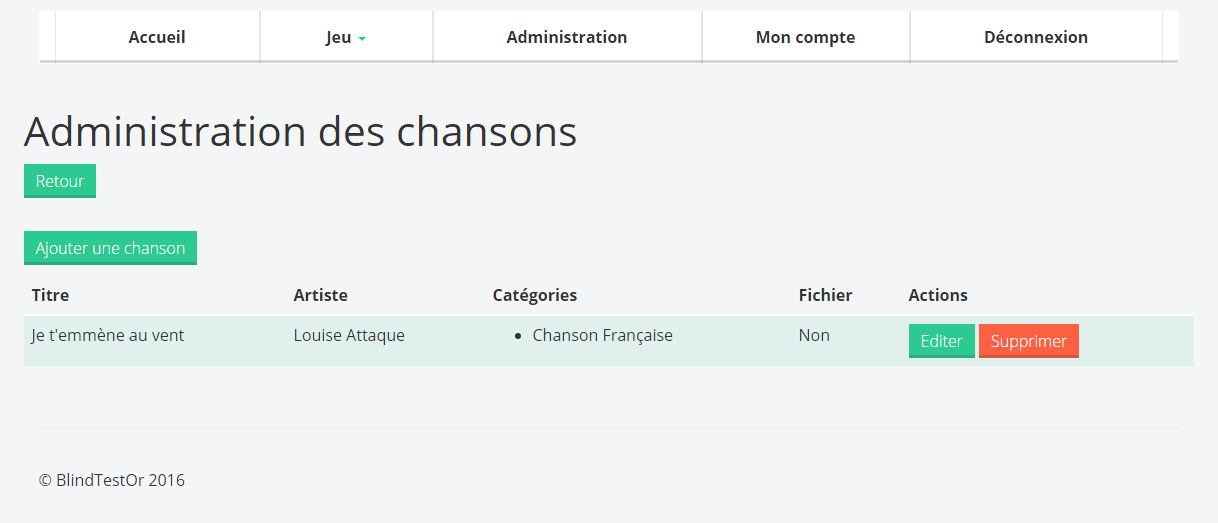 Accueil Jeu Administration Mon compte Déconnexion
Administration des chansons
Retour
Ajouter une chanson
Titre Artiste Catégories Fichier Actions
Je t'emmène au vent Louise Attaque • Chanson Française Non Editer Supprimer
© BlindTestOr 2016